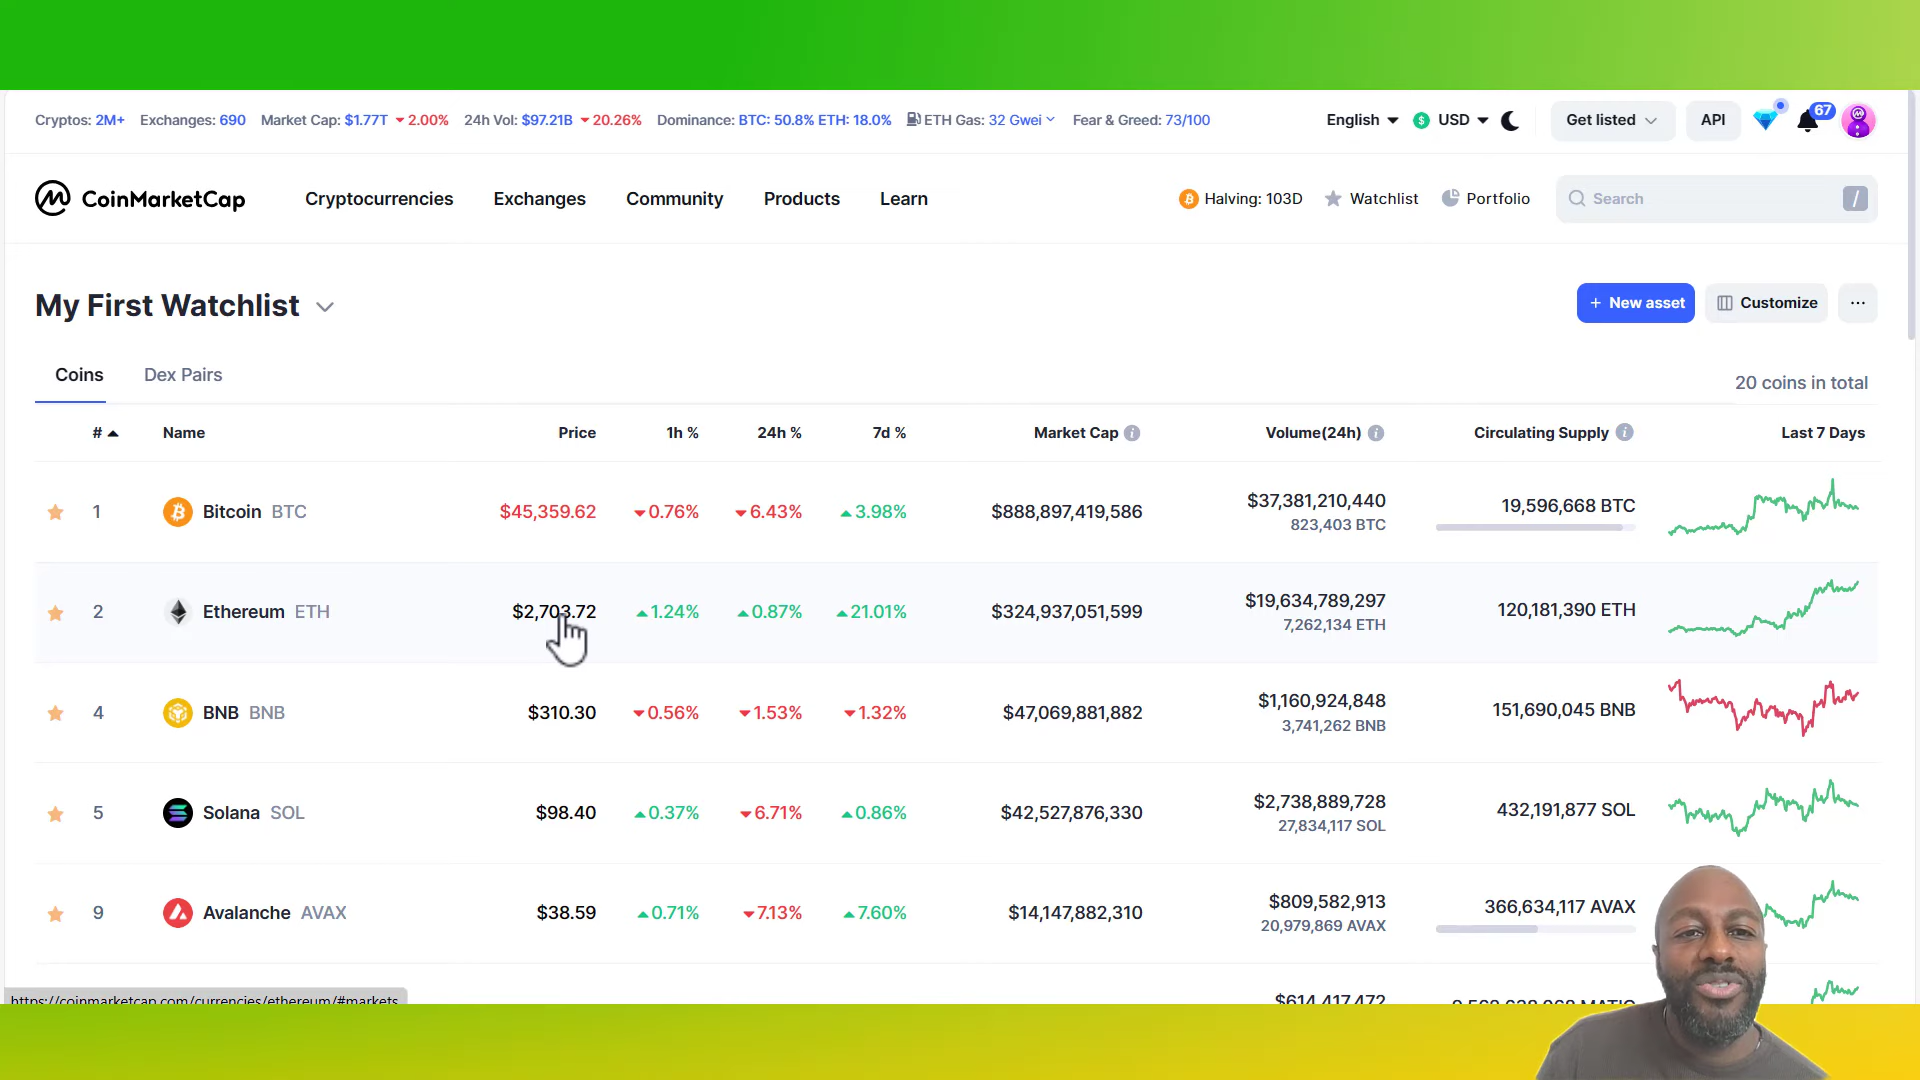 Cryptos: 2M+ Exchanges: 690 Market Cap: $1.77T 2.00% 24h Vol: $97.21B 20.26% Dominance: BTC: 50.8% ETH: 18.0% ETH Gas: 32 Gwei Fear & Greed: 73/100 English $ USD Get listed API 67
CoinMarketCap Cryptocurrencies Exchanges Community Products Learn Halving: 103D Watchlist Portfolio Search /
My First Watchlist + New asset Customize ...
Coins Dex Pairs 20 coins in total
# Name Price 1h % 24h % 7d % Market Cap i Volume(24h) i Circulating Supply i Last 7 Days
1 Bitcoin BTC $45,359.62 0.76% 6.43% 3.98% $888,897,419,586 $37,381,210,440 19,596,668 BTC
823,403 BTC
2 Ethereum ETH $2,703.72 1.24% 0.87% 21.01% $324,937,051,599 $19,634,789,297 120,181,390 ETH
7,262,134 ETH
4 BNB BNB $310.30 0.56% 1.53% 1.32% $47,069,881,882 $1,160,924,848 151,690,045 BNB
3,741,262 BNB
5 Solana SOL $98.40 0.37% 6.71% 0.86% $42,527,876,330 $2,738,889,728 432,191,877 SOL
27,834,117 SOL
9 Avalanche AVAX $38.59 0.71% 7.13% 7.60% $14,147,882,310 $809,582,913 366,634,117 AVAX
20,979,869 AVAX
https://coinmarketcap.com/currencies/ethereum/#markets $614,417,472 MATIC